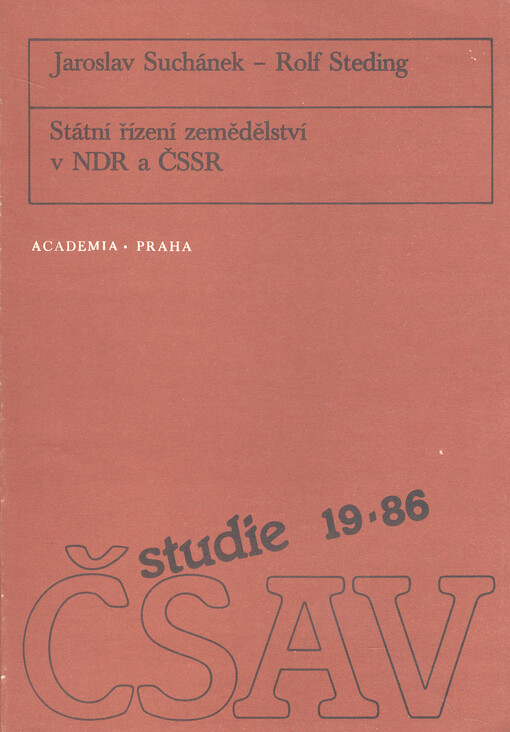 Jaroslav Suchánek – Rolf Steding
Státní řízení zemědělství
v NDR a ČSSR
ACADEMIA • PRAHA
studie 19•86
ČSAV